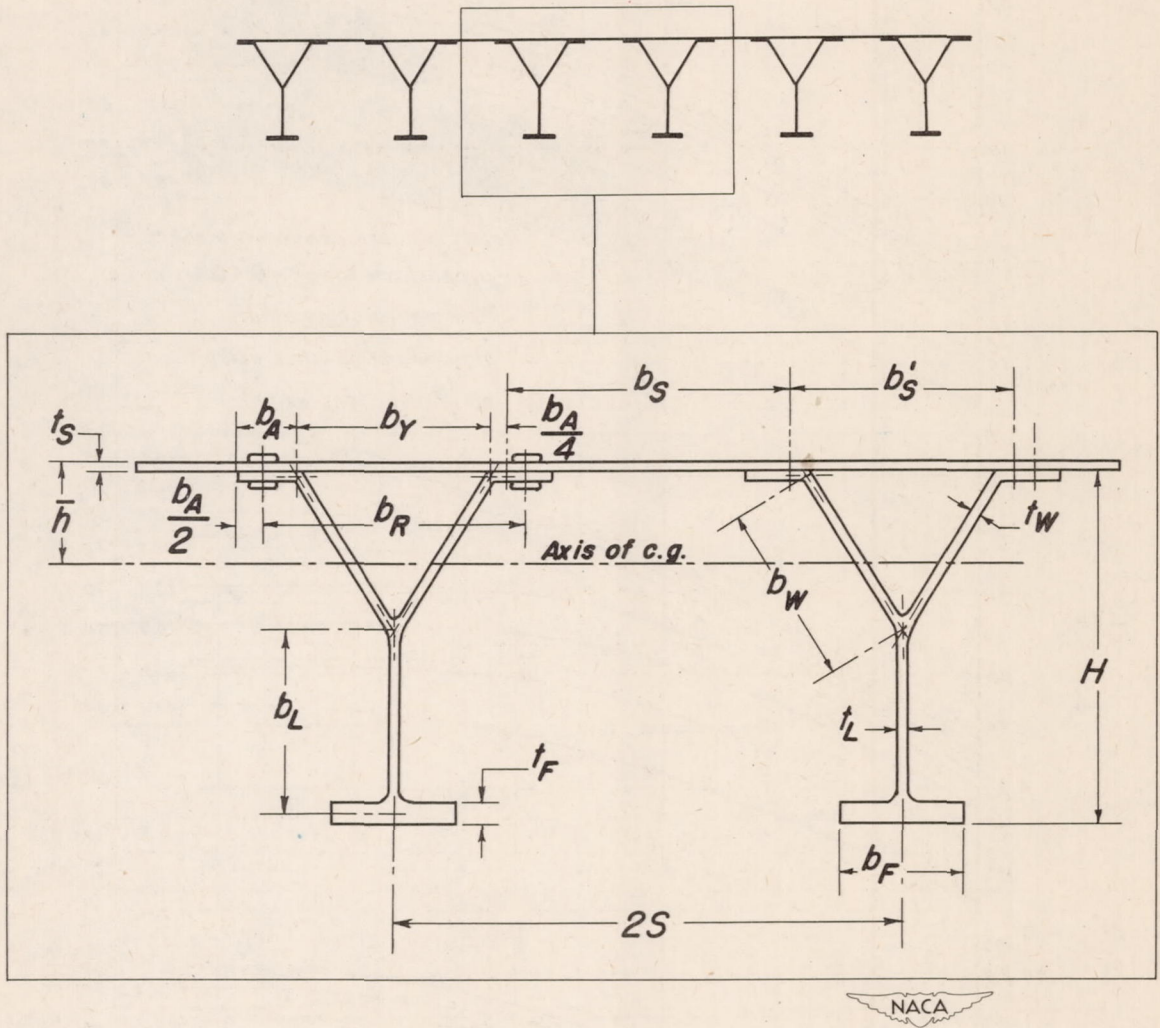 b_S
b'_S
t_S
b_A
b_Y
b_A/4
h̅
b_A/2
b_R
t_W
Axis of c.g.
b_W
b_L
H
t_L
t_F
b_F
2S
NACA